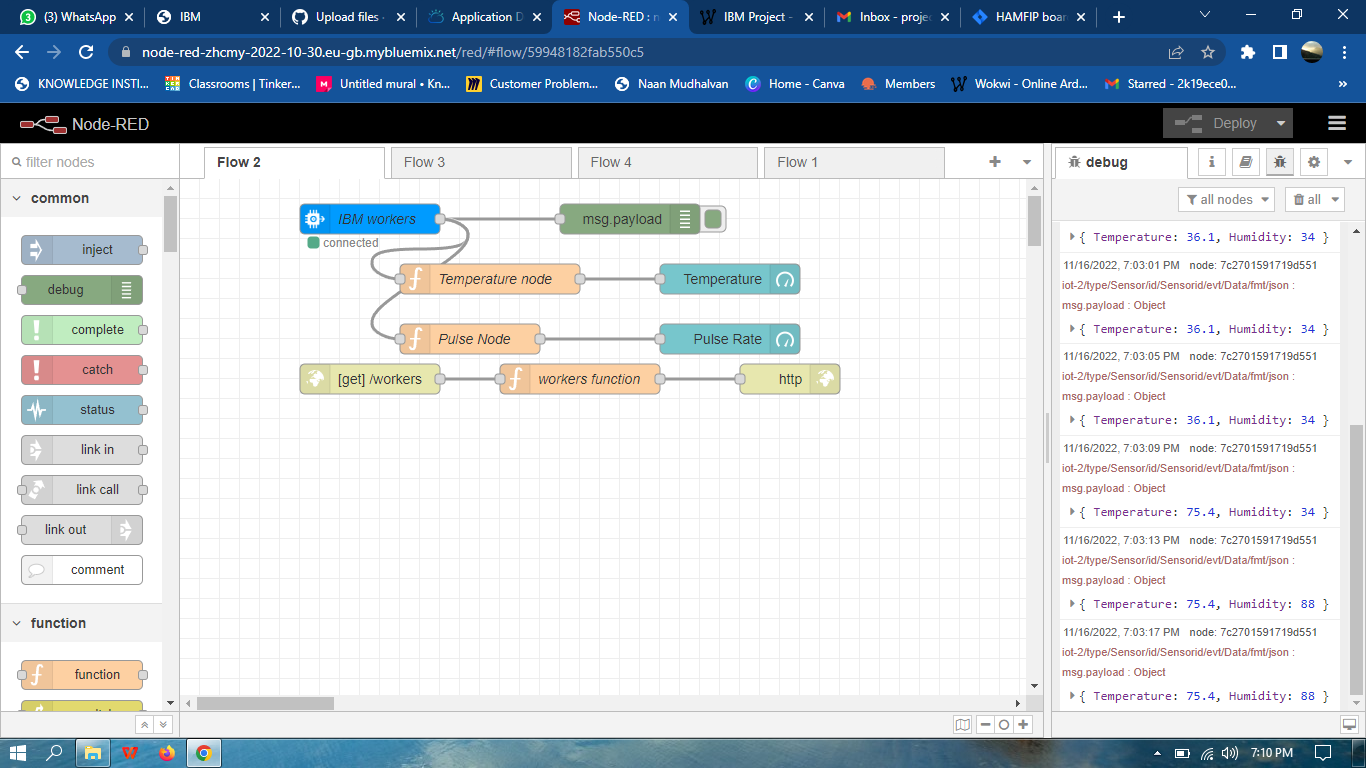 (3) WhatsApp
IBM
Upload files ·
Application D
Node-RED : n
IBM Project -
Inbox - projec
HAMFIP boar
node-red-zhcmy-2022-10-30.eu-gb.mybluemix.net/red/#flow/59948182fab550c5
KNOWLEDGE INSTI...
Classrooms | Tinker...
Untitled mural • Kn...
Customer Problem...
Naan Mudhalvan
Home - Canva
Members
Wokwi - Online Ard...
Starred - 2k19ece0...
»
Node-RED
Deploy
filter nodes
Flow 2
Flow 3
Flow 4
Flow 1
debug
common
all nodes
all
inject
debug
complete
catch
status
link in
link call
link out
comment
function
function
IBM workers
connected
msg.payload
Temperature node
Temperature
Pulse Node
Pulse Rate
[get] /workers
workers function
http
{ Temperature: 36.1, Humidity: 34 }
11/16/2022, 7:03:01 PM node: 7c2701591719d551
iot-2/type/Sensor/id/Sensorid/evt/Data/fmt/json :
msg.payload : Object
{ Temperature: 36.1, Humidity: 34 }
11/16/2022, 7:03:05 PM node: 7c2701591719d551
iot-2/type/Sensor/id/Sensorid/evt/Data/fmt/json :
msg.payload : Object
{ Temperature: 36.1, Humidity: 34 }
11/16/2022, 7:03:09 PM node: 7c2701591719d551
iot-2/type/Sensor/id/Sensorid/evt/Data/fmt/json :
msg.payload : Object
{ Temperature: 75.4, Humidity: 34 }
11/16/2022, 7:03:13 PM node: 7c2701591719d551
iot-2/type/Sensor/id/Sensorid/evt/Data/fmt/json :
msg.payload : Object
{ Temperature: 75.4, Humidity: 88 }
11/16/2022, 7:03:17 PM node: 7c2701591719d551
iot-2/type/Sensor/id/Sensorid/evt/Data/fmt/json :
msg.payload : Object
{ Temperature: 75.4, Humidity: 88 }
7:10 PM